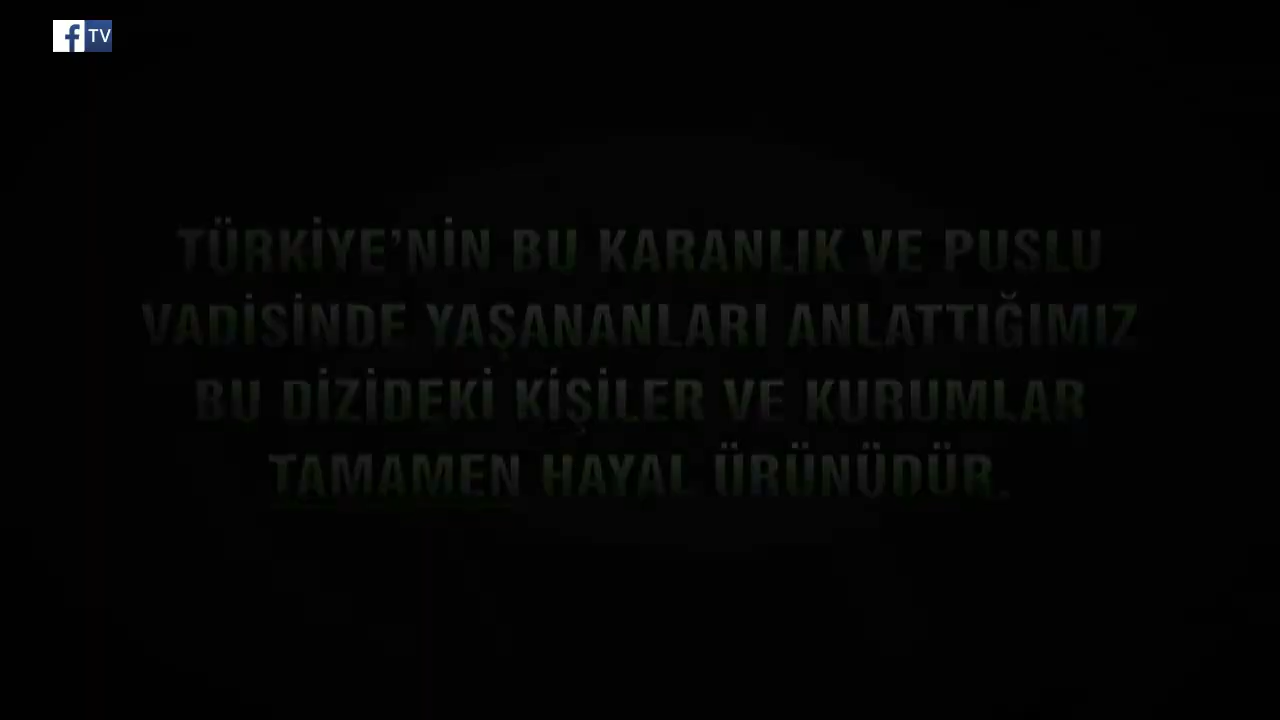 f TV
TÜRKİYE'NİN BU KARANLIK VE PUSLU
VADİSİNDE YAŞANANLARI ANLATTIĞIMIZ
BU DİZİDEKİ KİŞİLER VE KURUMLAR
TAMAMEN HAYAL ÜRÜNÜDÜR.